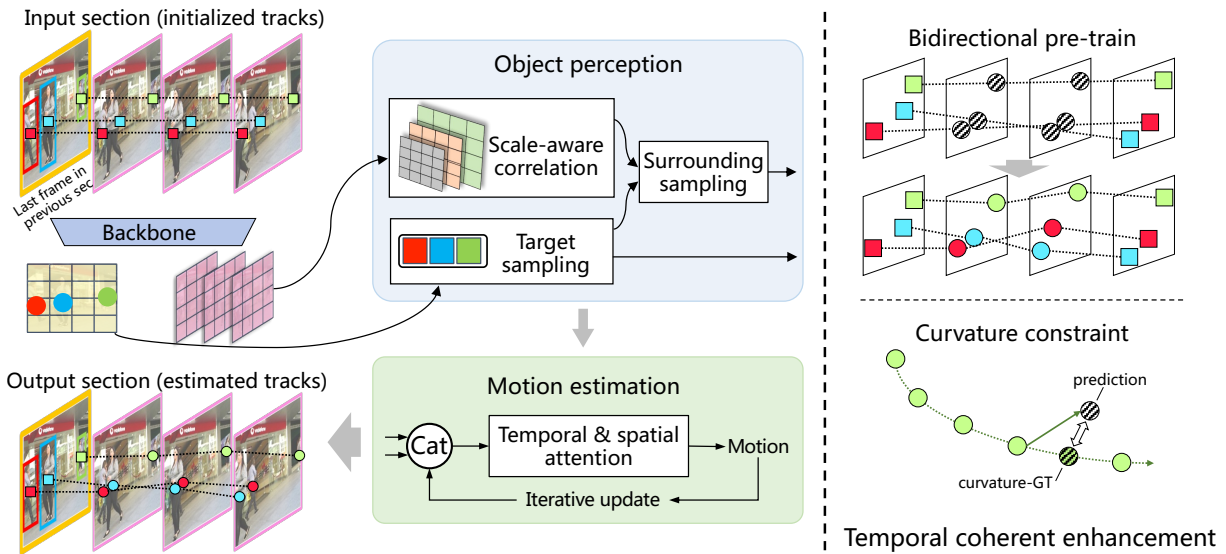 Input section (initialized tracks)
Last frame in
previous sec
Backbone
Object perception
Scale-aware
correlation
Surrounding
sampling
Target
sampling
Output section (estimated tracks)
Motion estimation
Cat
Temporal & spatial
attention
Motion
Iterative update
Bidirectional pre-train
Curvature constraint
prediction
curvature-GT
Temporal coherent enhancement